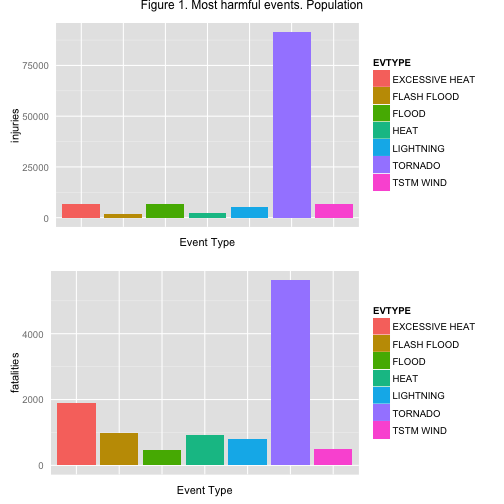 Figure 1. Most harmful events. Population
injuries
75000
50000
25000
0
Event Type
EVTYPE
EXCESSIVE HEAT
FLASH FLOOD
FLOOD
HEAT
LIGHTNING
TORNADO
TSTM WIND
fatalities
4000
2000
0
Event Type
EVTYPE
EXCESSIVE HEAT
FLASH FLOOD
FLOOD
HEAT
LIGHTNING
TORNADO
TSTM WIND